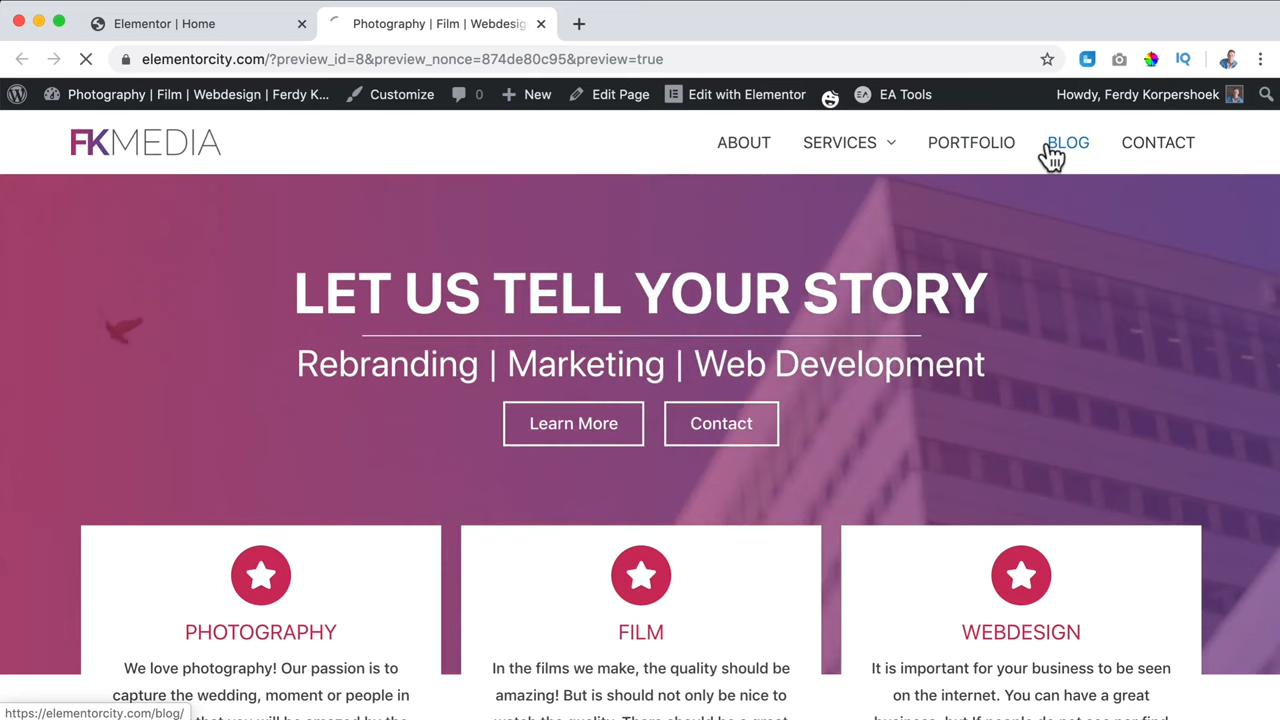 Elementor | Home
Photography | Film | Webdesig
elementorcity.com/?preview_id=8&preview_nonce=874de80c95&preview=true
IQ
Photography | Film | Webdesign | Ferdy K...
Customize
0
New
Edit Page
Edit with Elementor
EA
EA Tools
Howdy, Ferdy Korpershoek
FKMEDIA
ABOUT
SERVICES
PORTFOLIO
BLOG
CONTACT
LET US TELL YOUR STORY
Rebranding | Marketing | Web Development
Learn More
Contact
PHOTOGRAPHY
We love photography! Our passion is to
capture the wedding, moment or people in
FILM
In the films we make, the quality should be
amazing! But is should not only be nice to
WEBDESIGN
It is important for your business to be seen
on the internet. You can have a great
https://elementorcity.com/blog/